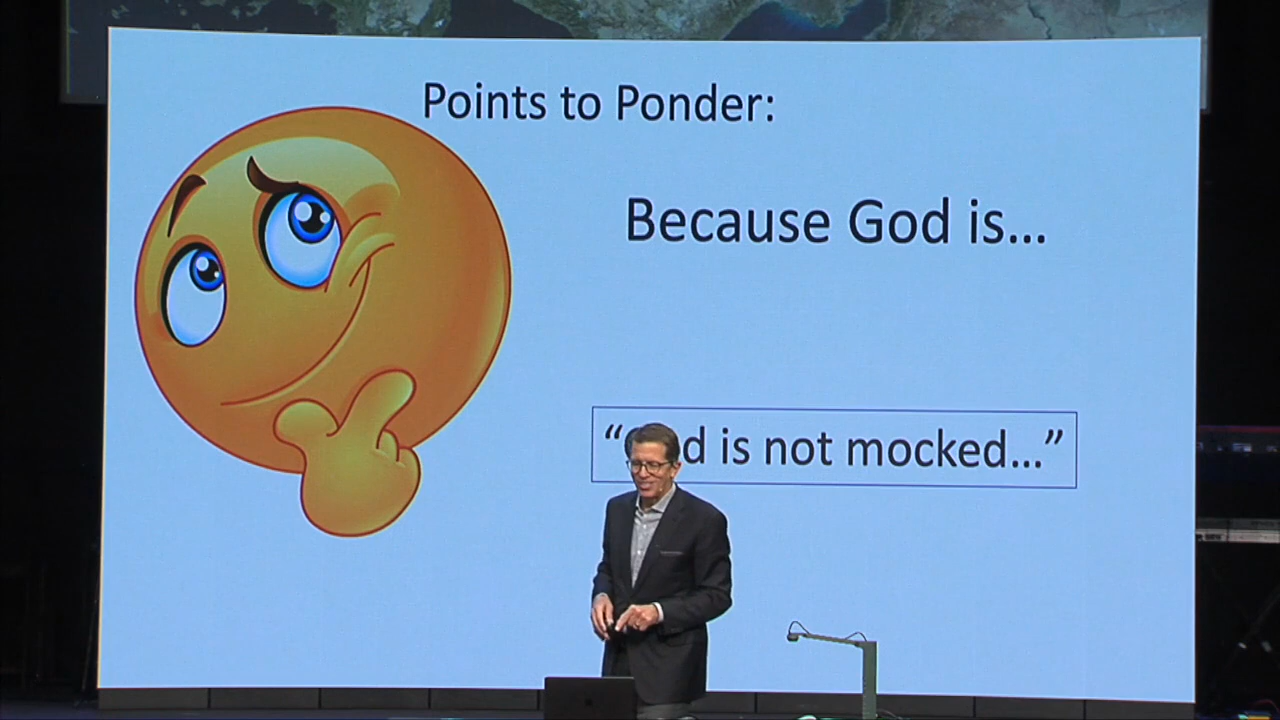 Points to Ponder:
Because God is...
“ d is not mocked...”